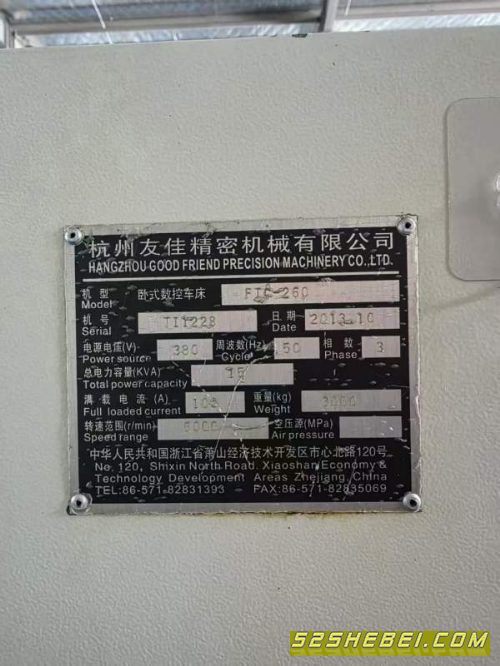 杭州友佳精密机械有限公司
HANGZHOU GOOD FRIEND PRECISION MACHINERY CO., LTD.
机型 卧式数控车床 FTC-260
Model
机号 日期 2013.10
Serial Date
电源电压(V) 380 周波数(Hz) 50 相数 3
Power source Cycle Phase
总电力容量(KVA) 15
Total power capacity
满载电流(A) 重量(kg)
Full loaded current Weight
转速范围(r/min) 6000 空压源(MPa)
Speed range Air pressure
中华人民共和国浙江省萧山经济技术开发区市心北路120号
No. 120, Shixin North Road. Xiaoshan Economy &
Technology Development Areas Zhejiang, China
TEL:86-571-82831393 FAX:86-571-82835069
52SHEBEI.COM